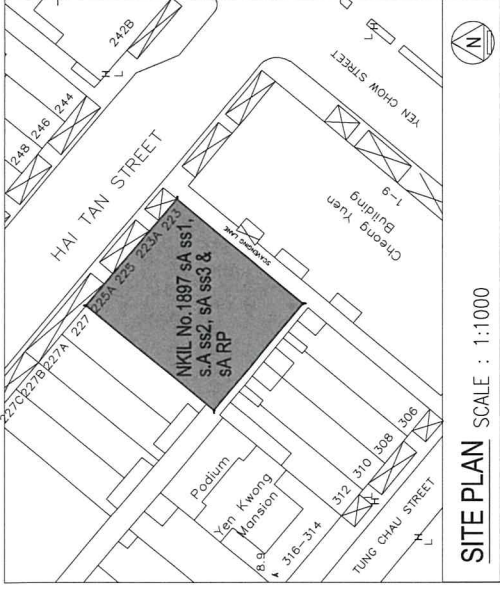 242B
248 246 244
HAI TAN STREET
YEN CHOW STREET
227C
227B
227A
227
225A
225
223A
223
SCAVENGING LANE
NKIL No.1897 sA ss1,
s.A ss2, sA ss3 &
sA RP
Cheong Yuen
Building
1-9
Podium
Yen Kwong
Mansion
8.9
316-314
312
310
308
306
TUNG CHAU STREET
H
L
SITE PLAN SCALE : 1:1000
N